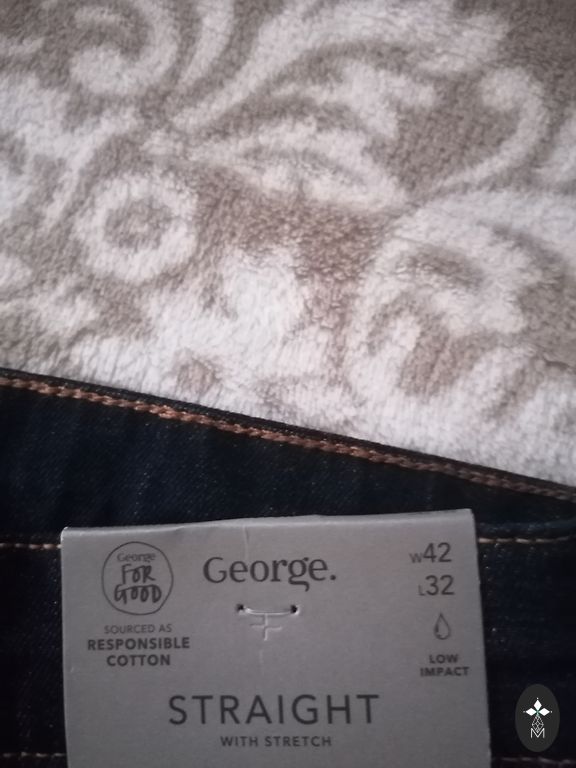 George
FOR
GOOD
George.
W42
L32
SOURCED AS
RESPONSIBLE
COTTON
LOW
IMPACT
STRAIGHT
WITH STRETCH
M